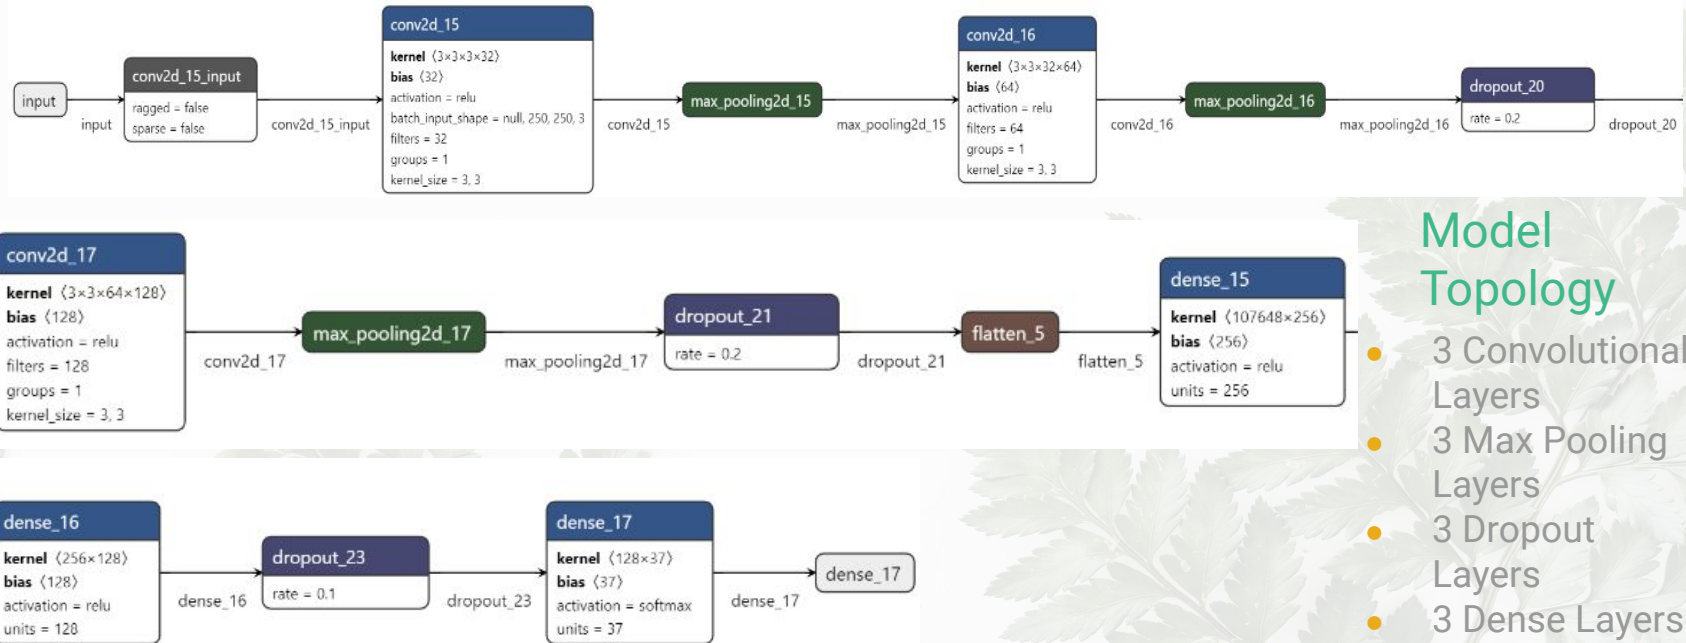 input
input
conv2d_15_input
ragged = false
sparse = false
conv2d_15_input
conv2d_15
kernel ⟨3×3×3×32⟩
bias ⟨32⟩
activation = relu
batch_input_shape = null, 250, 250, 3
filters = 32
groups = 1
kernel_size = 3, 3
conv2d_15
max_pooling2d_15
max_pooling2d_15
conv2d_16
kernel ⟨3×3×32×64⟩
bias ⟨64⟩
activation = relu
filters = 64
groups = 1
kernel_size = 3, 3
conv2d_16
max_pooling2d_16
max_pooling2d_16
dropout_20
rate = 0.2
dropout_20
conv2d_17
kernel ⟨3×3×64×128⟩
bias ⟨128⟩
activation = relu
filters = 128
groups = 1
kernel_size = 3, 3
conv2d_17
max_pooling2d_17
max_pooling2d_17
dropout_21
rate = 0.2
dropout_21
flatten_5
flatten_5
dense_15
kernel ⟨107648×256⟩
bias ⟨256⟩
activation = relu
units = 256
dense_16
kernel ⟨256×128⟩
bias ⟨128⟩
activation = relu
units = 128
dense_16
dropout_23
rate = 0.1
dropout_23
dense_17
kernel ⟨128×37⟩
bias ⟨37⟩
activation = softmax
units = 37
dense_17
dense_17
Model
Topology
● 3 Convolutional
Layers
● 3 Max Pooling
Layers
● 3 Dropout
Layers
● 3 Dense Layers